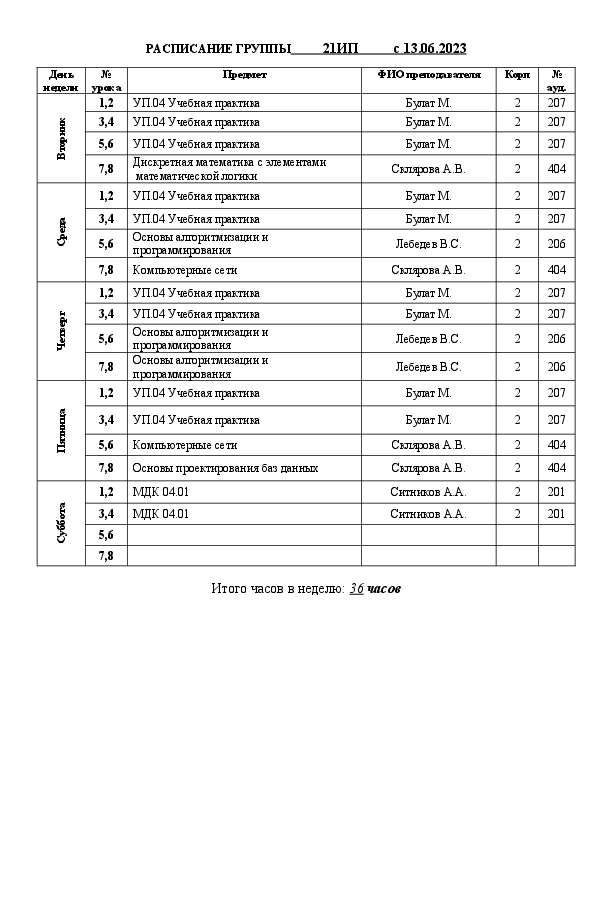 РАСПИСАНИЕ ГРУППЫ 21ИП с 13.06.2023
День недели № урока Предмет ФИО преподавателя Корп № ауд.
Вторник
1,2 УП.04 Учебная практика Булат М. 2 207
3,4 УП.04 Учебная практика Булат М. 2 207
5,6 УП.04 Учебная практика Булат М. 2 207
7,8 Дискретная математика с элементами математической логики Склярова А.В. 2 404
Среда
1,2 УП.04 Учебная практика Булат М. 2 207
3,4 УП.04 Учебная практика Булат М. 2 207
5,6 Основы алгоритмизации и программирования Лебедев В.С. 2 206
7,8 Компьютерные сети Склярова А.В. 2 404
Четверг
1,2 УП.04 Учебная практика Булат М. 2 207
3,4 УП.04 Учебная практика Булат М. 2 207
5,6 Основы алгоритмизации и программирования Лебедев В.С. 2 206
7,8 Основы алгоритмизации и программирования Лебедев В.С. 2 206
Пятница
1,2 УП.04 Учебная практика Булат М. 2 207
3,4 УП.04 Учебная практика Булат М. 2 207
5,6 Компьютерные сети Склярова А.В. 2 404
7,8 Основы проектирования баз данных Склярова А.В. 2 404
Суббота
1,2 МДК 04.01 Ситников А.А. 2 201
3,4 МДК 04.01 Ситников А.А. 2 201
5,6
7,8
Итого часов в неделю: 36 часов